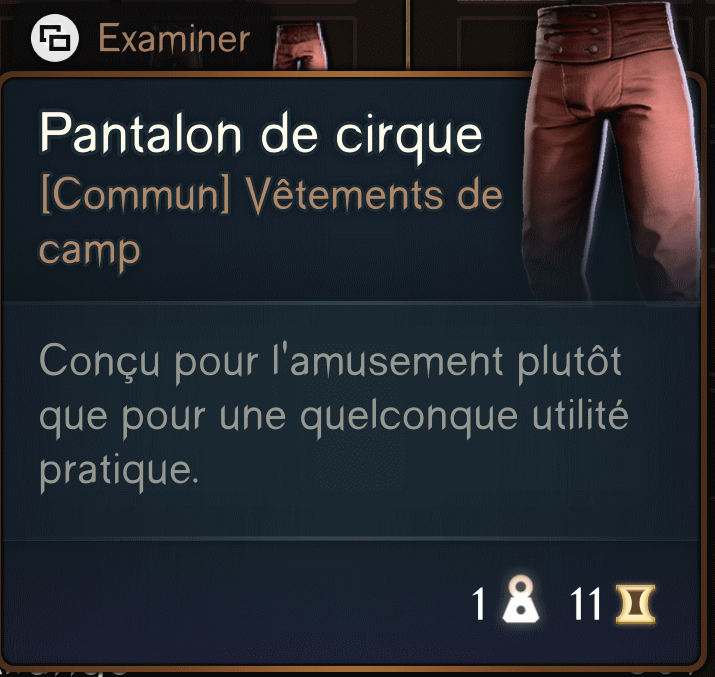 Examiner
Pantalon de cirque
[Commun] Vêtements de
camp
Conçu pour l'amusement plutôt
que pour une quelconque utilité
pratique.
1 11